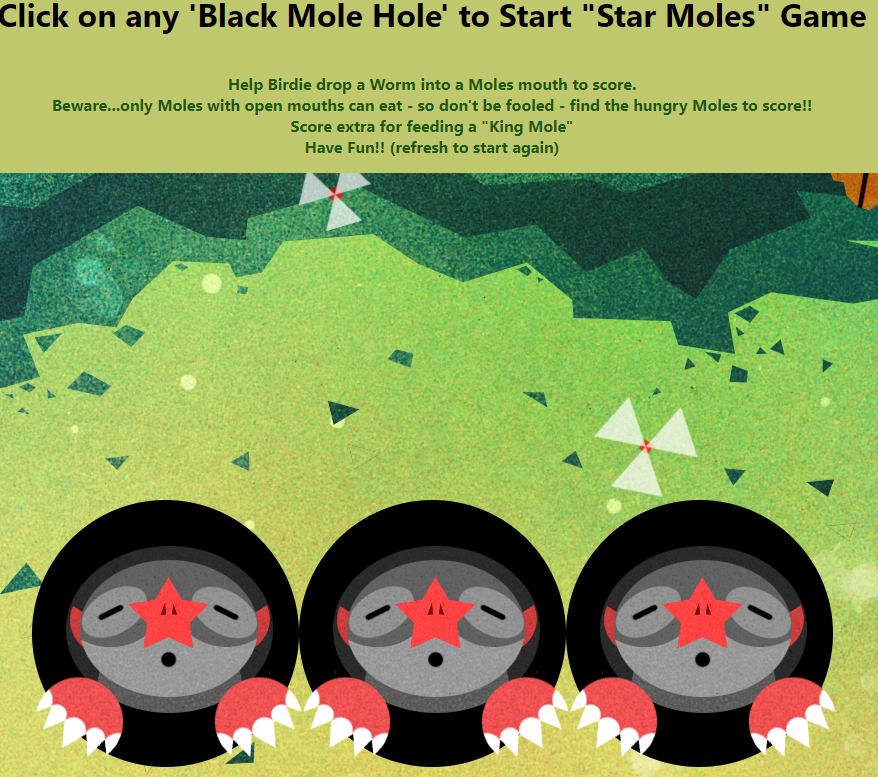 Click on any 'Black Mole Hole' to Start "Star Moles" Game
Help Birdie drop a Worm into a Moles mouth to score.
Beware...only Moles with open mouths can eat - so don't be fooled - find the hungry Moles to score!!
Score extra for feeding a "King Mole"
Have Fun!! (refresh to start again)